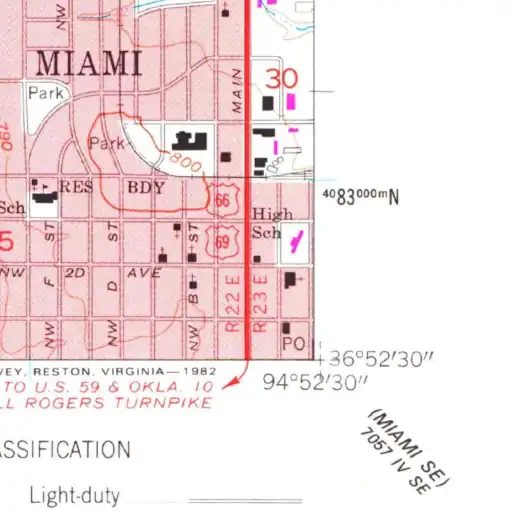 NW
MIAMI
MAIN
30
Park
790
Park
800
RES BDY
66
4083000mN
Sch
High
Sch
5
ST
ST
ST
69
NW 2D AVE
F
D
B
R 22 E
R 23 E
NW
NW
NW
PO
36°52'30"
VEY, RESTON, VIRGINIA—1982
94°52'30"
TO U.S. 59 & OKLA. 10
LL ROGERS TURNPIKE
(MIAMI SE)
7057 IV SE
ASSIFICATION
Light-duty